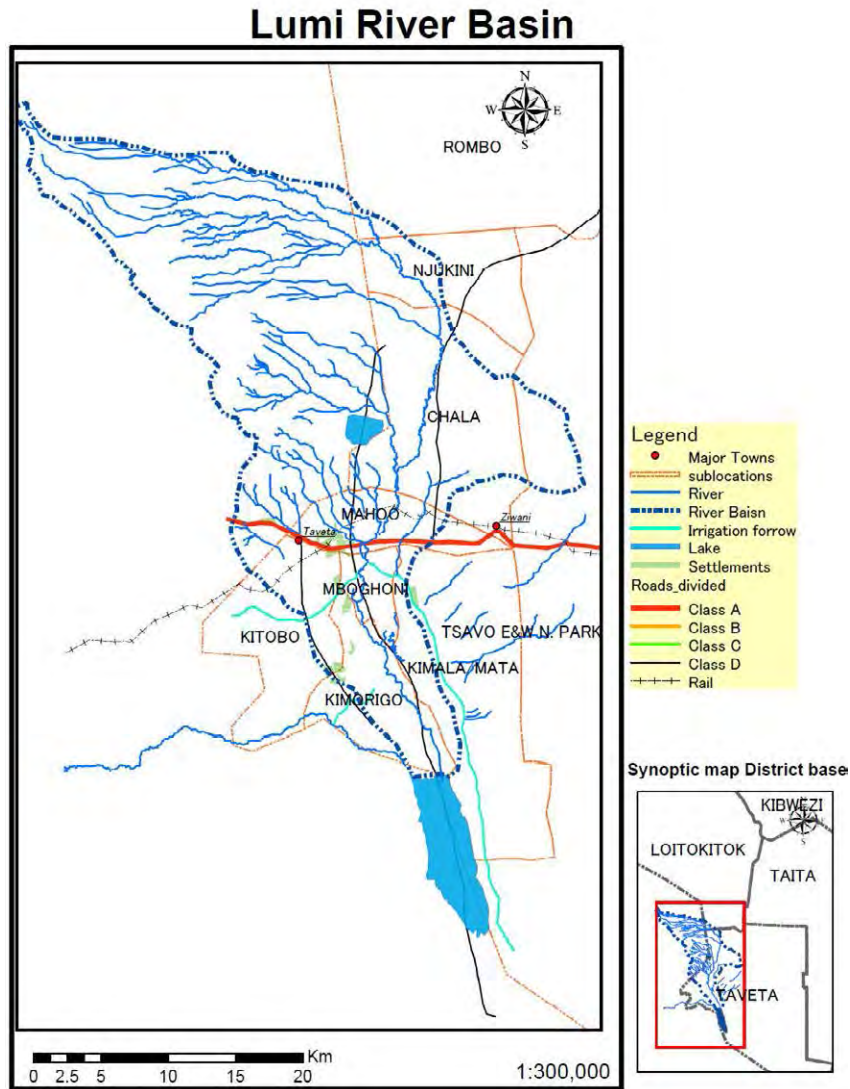 Lumi River Basin
N
W E
S
ROMBO
NJUKINI
CHALA
MAHOO
Ziwani
Taveta
MBOGHONI
KITOBO
TSAVO E&W N. PARK
KIMALA/MATA
KIMORIGO
Km
0 2.5 5 10 15 20
1:300,000
Legend
Major Towns
sublocations
River
River Baisn
Irrigation forrow
Lake
Settlements
Roads_divided
Class A
Class B
Class C
Class D
Rail
Synoptic map District base
KIBWEZI
LOITOKITOK
TAITA
TAVETA